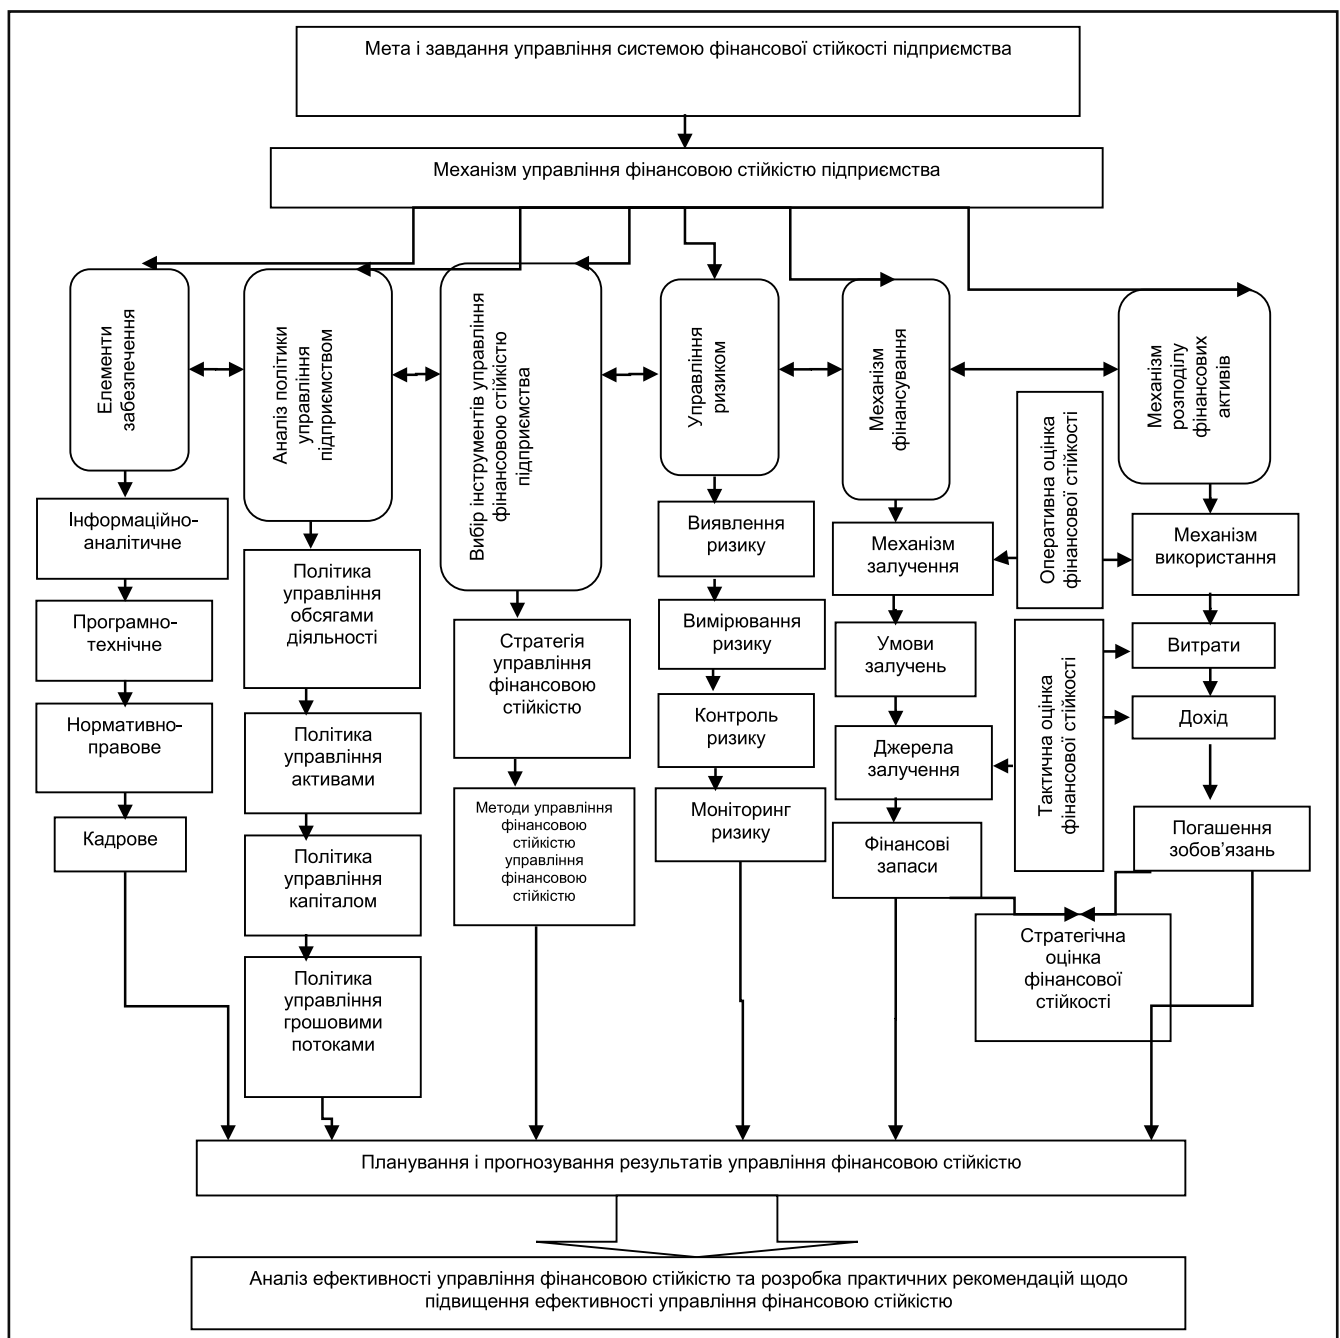 Мета і завдання управління системою фінансової стійкості підприємства
Механізм управління фінансовою стійкістю підприємства
Елементи
забезпечення
Аналіз політики
управління
підприємством
Вибір інструментів управління
фінансовою стійкістю
підприємства
Управління
ризиком
Механізм
фінансування
Механізм
розподілу
фінансових
активів
Інформаційно-
аналітичне
Програмно-
технічне
Нормативно-
правове
Кадрове
Політика
управління
обсягами
діяльності
Політика
управління
активами
Політика
управління
капіталом
Політика
управління
грошовими
потоками
Стратегія
управління
фінансовою
стійкістю
Методи управління
фінансовою
стійкістю
управління
фінансовою
стійкістю
Виявлення
ризику
Вимірювання
ризику
Контроль
ризику
Моніторинг
ризику
Механізм
залучення
Умови
залучень
Джерела
залучення
Фінансові
запаси
Оперативна оцінка
фінансової стійкості
Тактична оцінка
фінансової стійкості
Механізм
використання
Витрати
Дохід
Погашення
зобов’язань
Стратегічна
оцінка
фінансової
стійкості
Планування і прогнозування результатів управління фінансовою стійкістю
Аналіз ефективності управління фінансовою стійкістю та розробка практичних рекомендацій щодо
підвищення ефективності управління фінансовою стійкістю